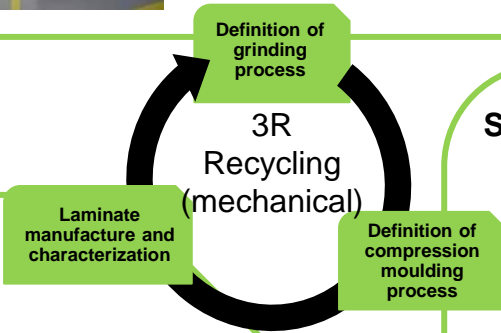 Definition of
grinding
process
3R
Recycling
(mechanical)
S
Laminate
manufacture and
characterization
Definition of
compression
moulding
process